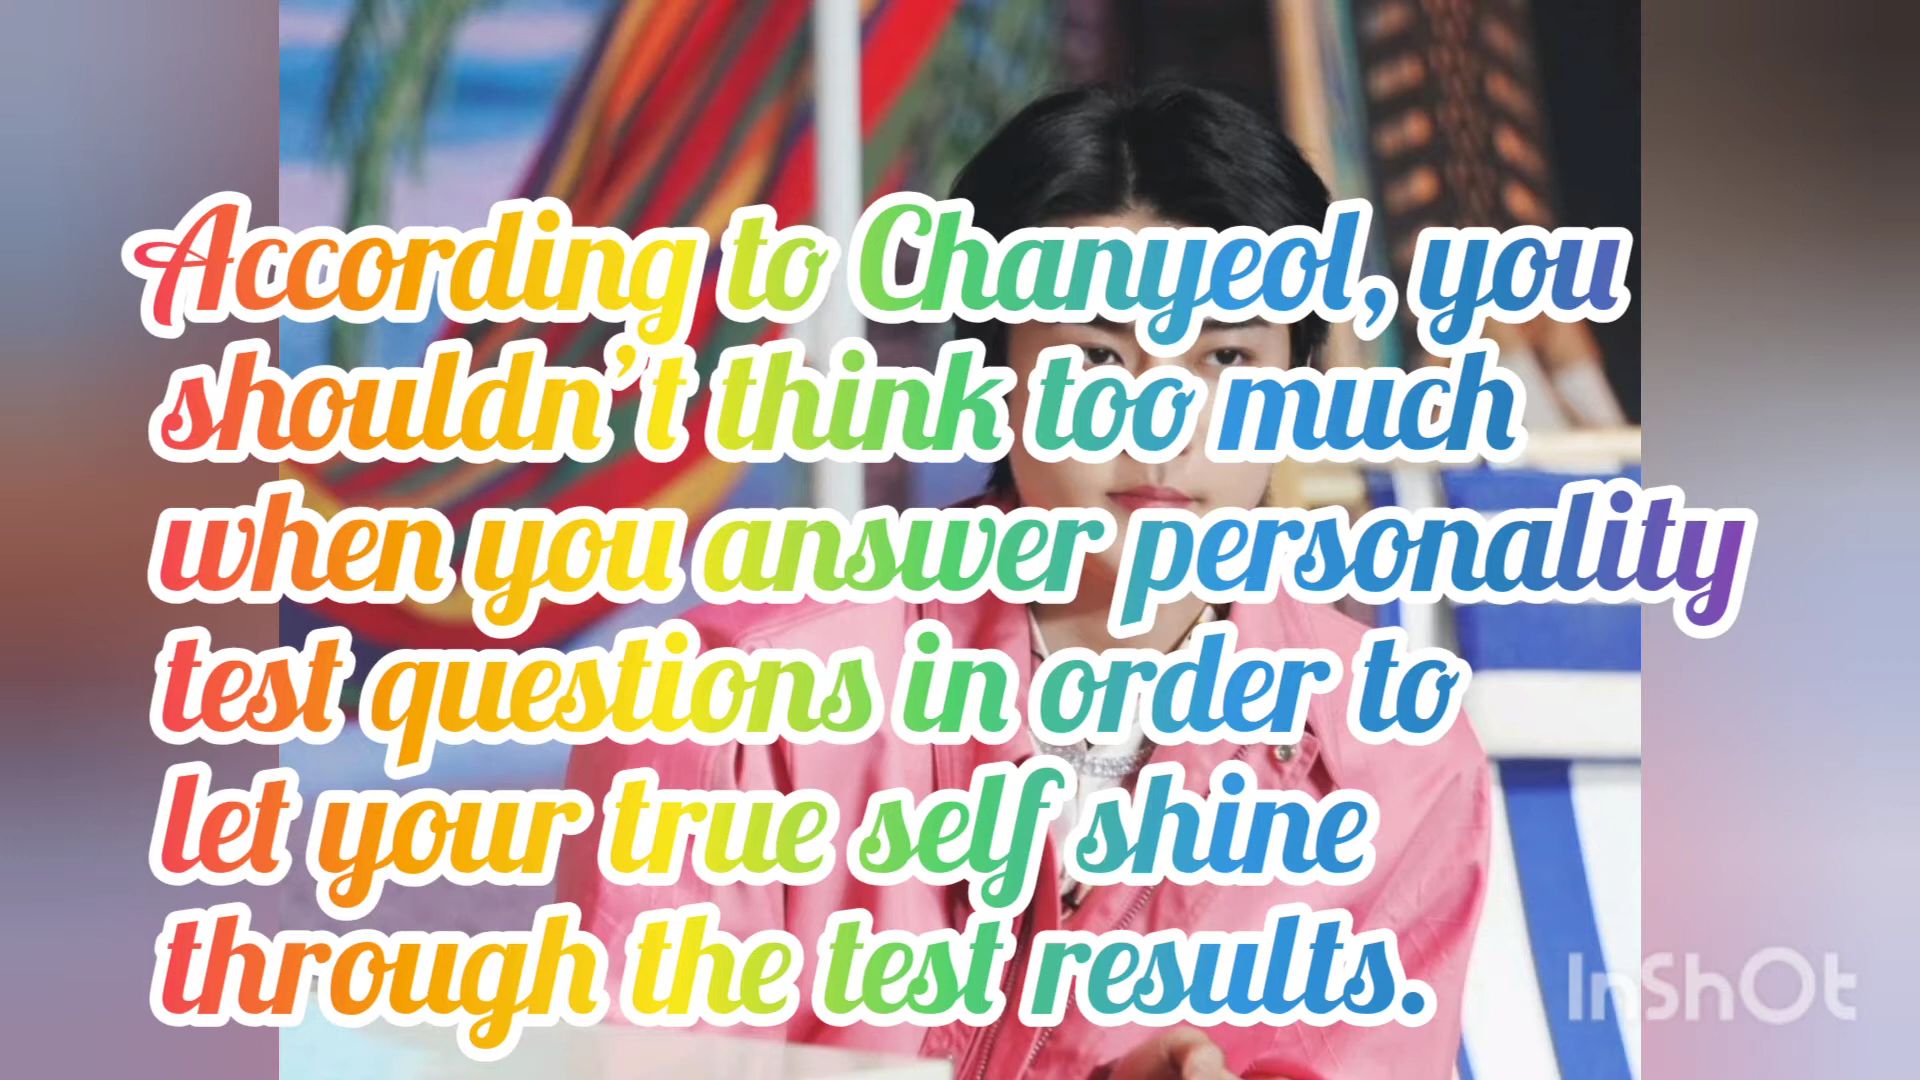 According to Chanyeol, you
shouldn't think too much
when you answer personality
test questions in order to
let your true self shine
through the test results.
InShOt